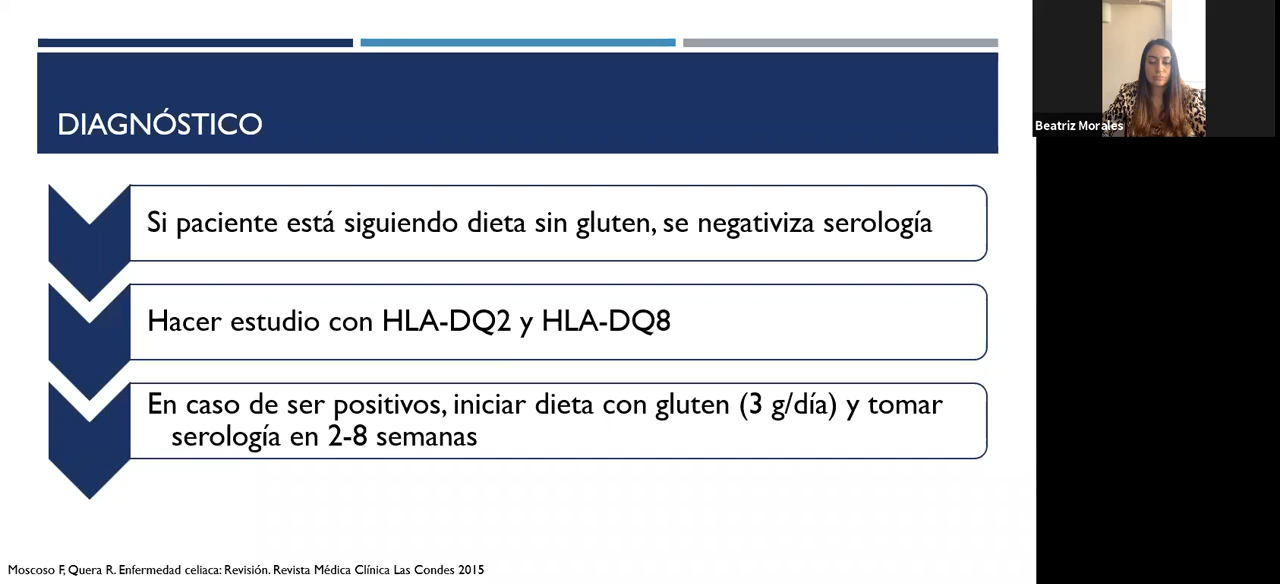 DIAGNÓSTICO
Beatriz Morales
Si paciente está siguiendo dieta sin gluten, se negativiza serología
Hacer estudio con HLA-DQ2 y HLA-DQ8
En caso de ser positivos, iniciar dieta con gluten (3 g/día) y tomar
serología en 2-8 semanas
Moscoso F, Quera R. Enfermedad celiaca: Revisión. Revista Médica Clínica Las Condes 2015